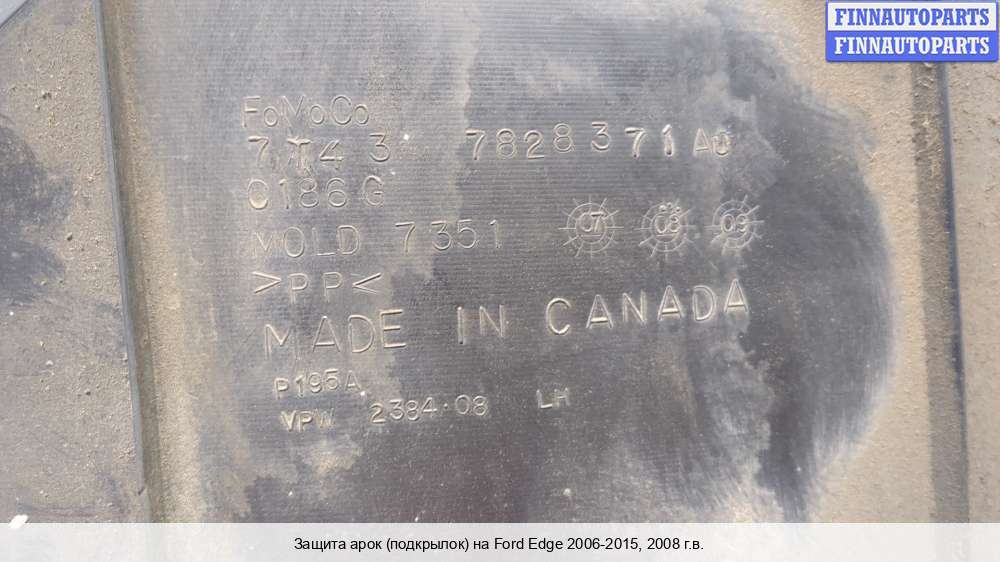 FINNAUTOPARTS
FINNAUTOPARTS
FoMoCo
7T43 7828371AD
C186G
MOLD 7351 07 08 09
>PP<
MADE IN CANADA
P195A
VPW 2384·08 LH
Защита арок (подкрылок) на Ford Edge 2006-2015, 2008 г.в.